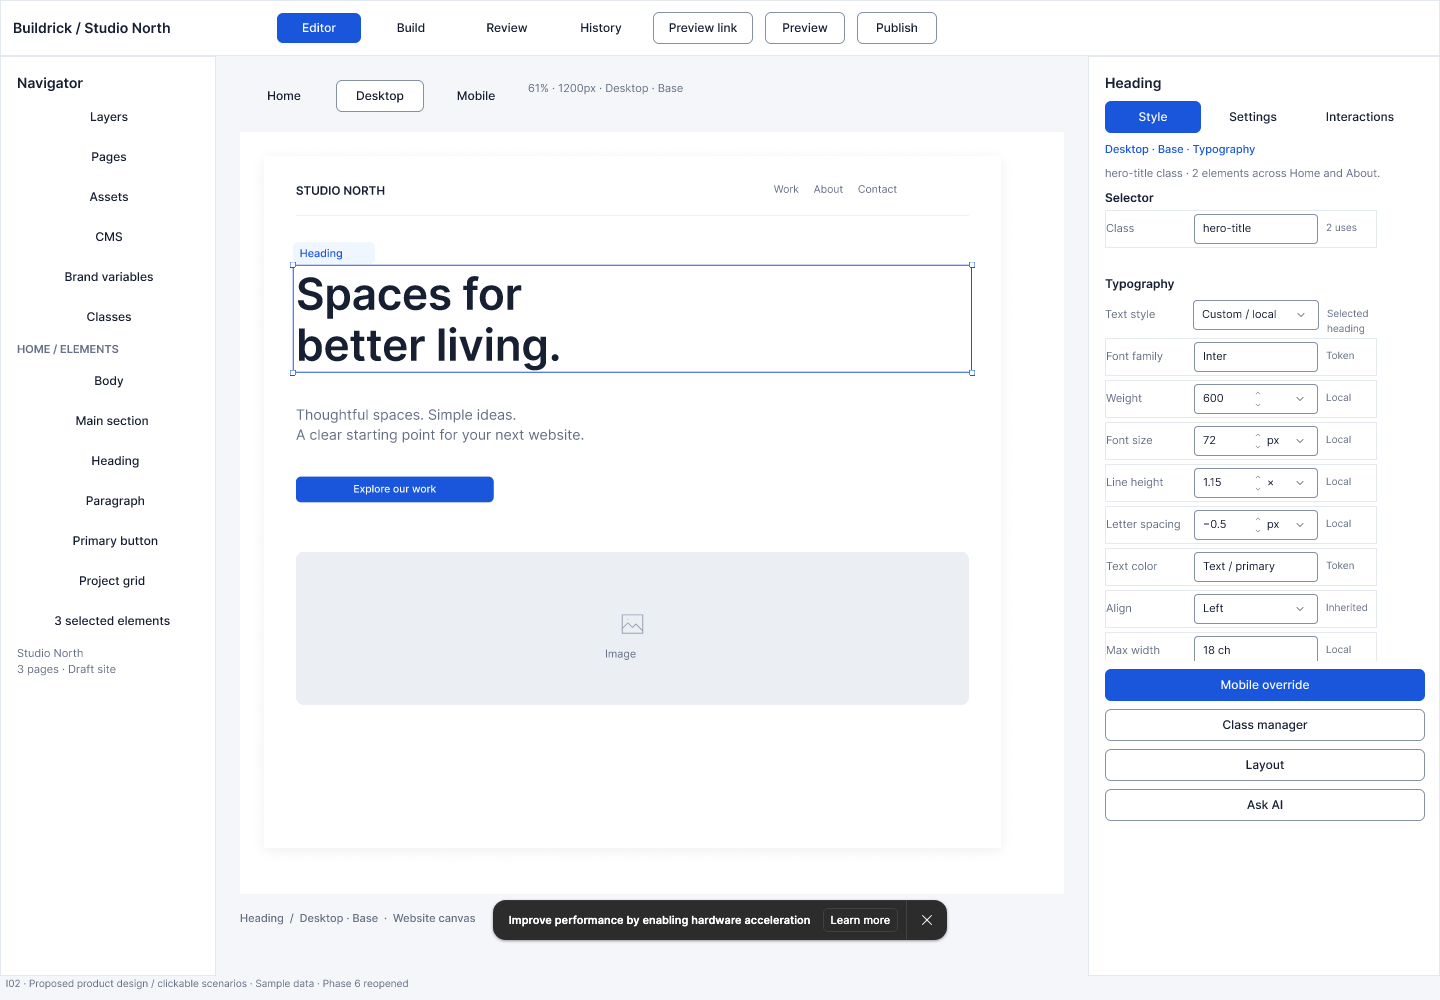 Buildrick / Studio North
Editor
Build
Review
History
Preview link
Preview
Publish
Navigator
Layers
Pages
Assets
CMS
Brand variables
Classes
HOME / ELEMENTS
Body
Main section
Heading
Paragraph
Primary button
Project grid
3 selected elements
Studio North
3 pages · Draft site
Home
Desktop
Mobile
61% · 1200px · Desktop · Base
STUDIO NORTH
Work
About
Contact
Heading
Spaces for
better living.
Thoughtful spaces. Simple ideas.
A clear starting point for your next website.
Explore our work
Image
Heading / Desktop · Base · Website canvas
Improve performance by enabling hardware acceleration
Learn more
Heading
Style
Settings
Interactions
Desktop · Base · Typography
hero-title class · 2 elements across Home and About.
Selector
Class
hero-title
2 uses
Typography
Text style
Custom / local
Selected
heading
Font family
Inter
Token
Weight
600
Local
Font size
72
px
Local
Line height
1.15
×
Local
Letter spacing
−0.5
px
Local
Text color
Text / primary
Token
Align
Left
Inherited
Max width
18 ch
Local
Mobile override
Class manager
Layout
Ask AI
I02 · Proposed product design / clickable scenarios · Sample data · Phase 6 reopened